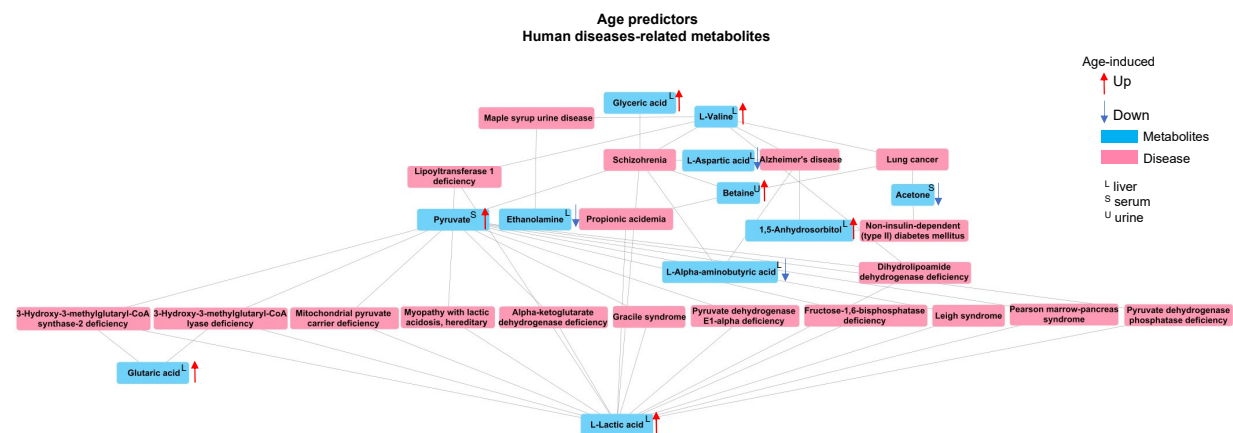 Age predictors
Human diseases-related metabolites
Age-induced
Up
Down
Metabolites
Disease
L liver
S serum
U urine
Glyceric acid L
Maple syrup urine disease
L-Valine L
Schizohrenia
L-Aspartic acid L
Alzheimer's disease
Lung cancer
Lipoyltransferase 1
deficiency
Betaine U
Acetone S
Pyruvate S
Ethanolamine L
Propionic acidemia
1,5-Anhydrosorbitol L
Non-insulin-dependent
(type II) diabetes mellitus
L-Alpha-aminobutyric acid L
Dihydrolipoamide
dehydrogenase deficiency
3-Hydroxy-3-methylglutaryl-CoA
synthase-2 deficiency
3-Hydroxy-3-methylglutaryl-CoA
lyase deficiency
Mitochondrial pyruvate
carrier deficiency
Myopathy with lactic
acidosis, hereditary
Alpha-ketoglutarate
dehydrogenase deficiency
Gracile syndrome
Pyruvate dehydrogenase
E1-alpha deficiency
Fructose-1,6-bisphosphatase
deficiency
Leigh syndrome
Pearson marrow-pancreas
syndrome
Pyruvate dehydrogenase
phosphatase deficiency
Glutaric acid L
L-Lactic acid L